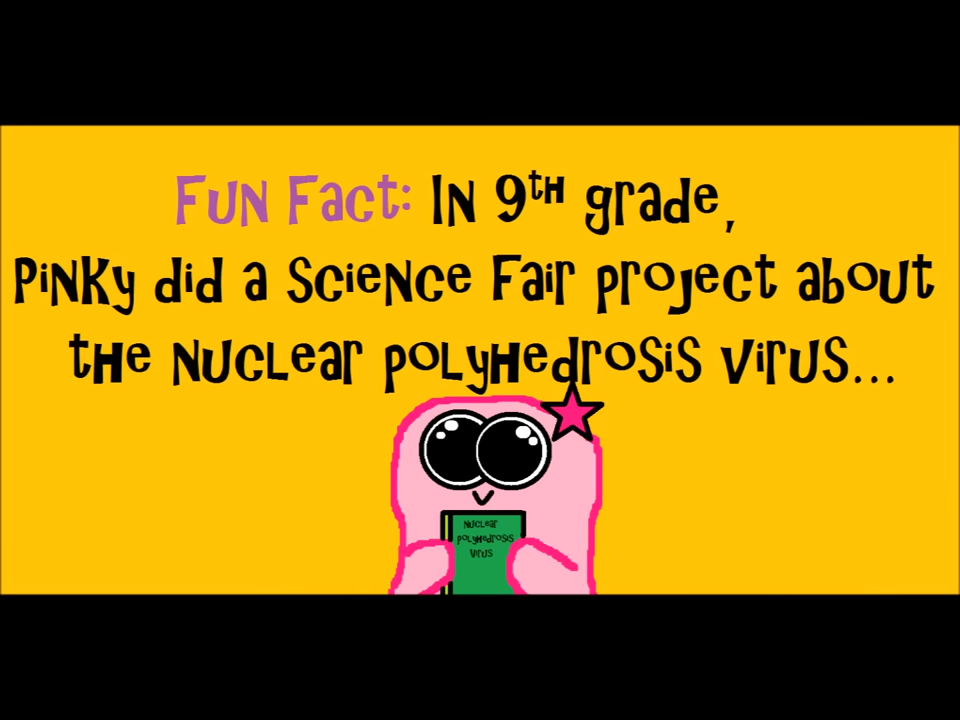 Fun Fact: In 9th grade,
Pinky did a Science Fair project about
the Nuclear Polyhedrosis Virus...
Nuclear
Polyhedrosis
Virus